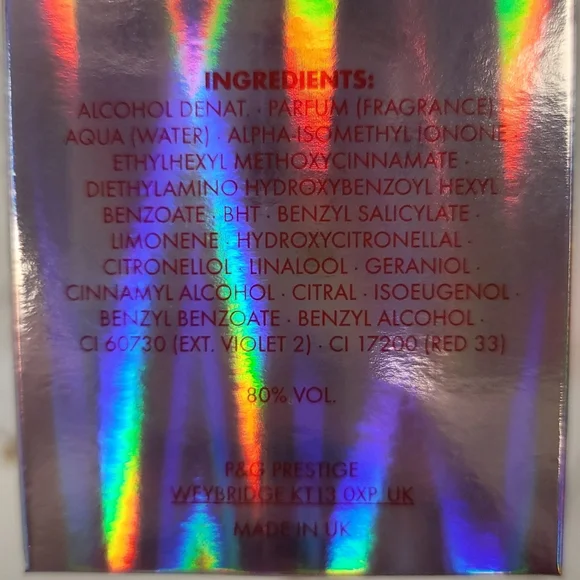 INGREDIENTS:
ALCOHOL DENAT. · PARFUM (FRAGRANCE) ·
AQUA (WATER) · ALPHA-ISOMETHYL IONONE
ETHYLHEXYL METHOXYCINNAMATE ·
DIETHYLAMINO HYDROXYBENZOYL HEXYL
BENZOATE · BHT · BENZYL SALICYLATE ·
LIMONENE · HYDROXYCITRONELLAL ·
CITRONELLOL · LINALOOL · GERANIOL ·
CINNAMYL ALCOHOL · CITRAL · ISOEUGENOL ·
BENZYL BENZOATE · BENZYL ALCOHOL ·
CI 60730 (EXT. VIOLET 2) · CI 17200 (RED 33)
80% VOL.
P&G PRESTIGE
WEYBRIDGE KT13 0XP, UK
MADE IN UK